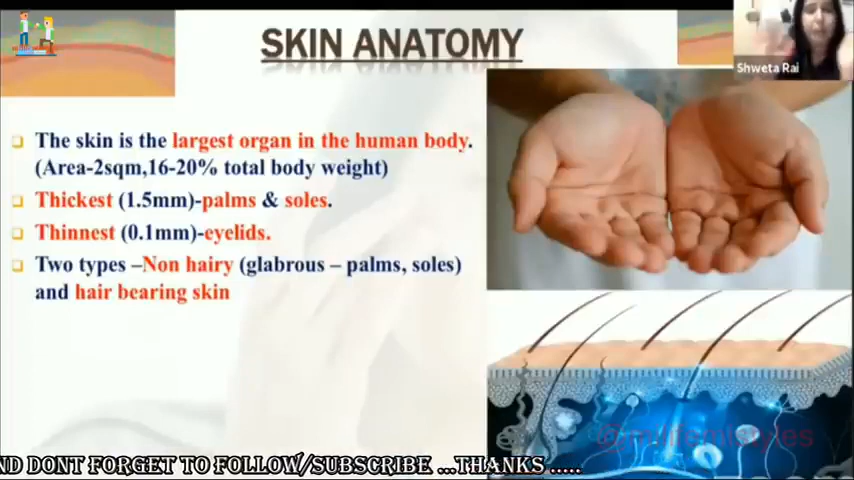 SKIN ANATOMY
Shweta Rai
The skin is the largest organ in the human body.
(Area-2sqm,16-20% total body weight)
Thickest (1.5mm)-palms & soles.
Thinnest (0.1mm)-eyelids.
Two types –Non hairy (glabrous – palms, soles)
and hair bearing skin
ND DONT FORGET TO FOLLOW/SUBSCRIBE ...THANKS .....